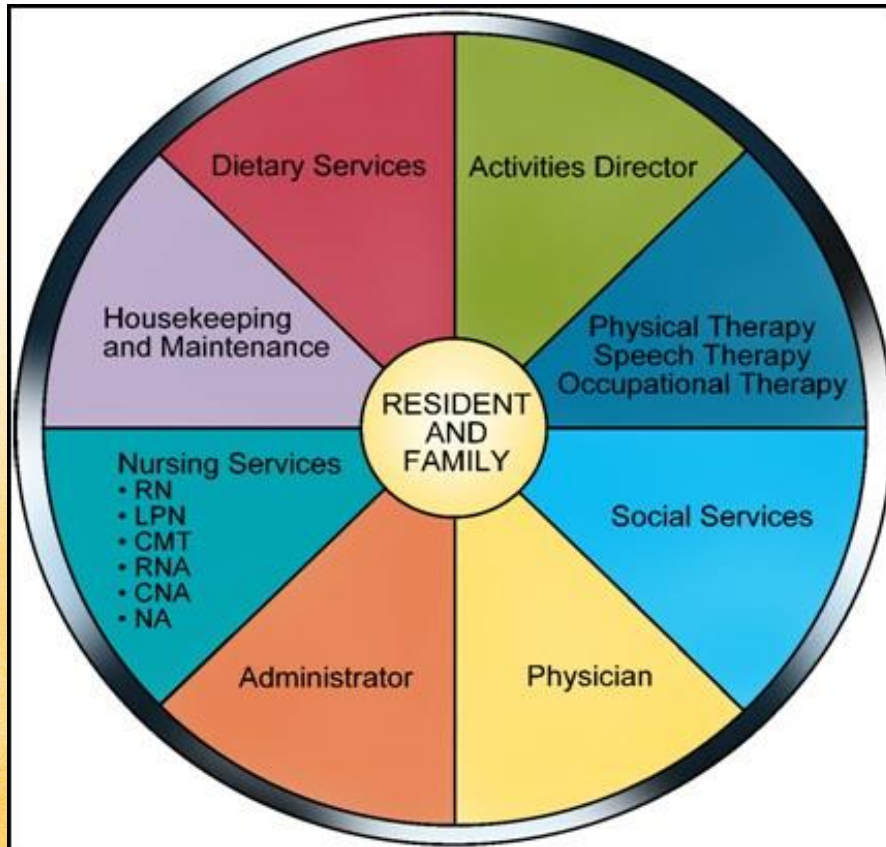 Dietary Services
Activities Director
Housekeeping
and Maintenance
Physical Therapy
Speech Therapy
Occupational Therapy
RESIDENT
AND
FAMILY
Nursing Services
• RN
• LPN
• CMT
• RNA
• CNA
• NA
Social Services
Administrator
Physician